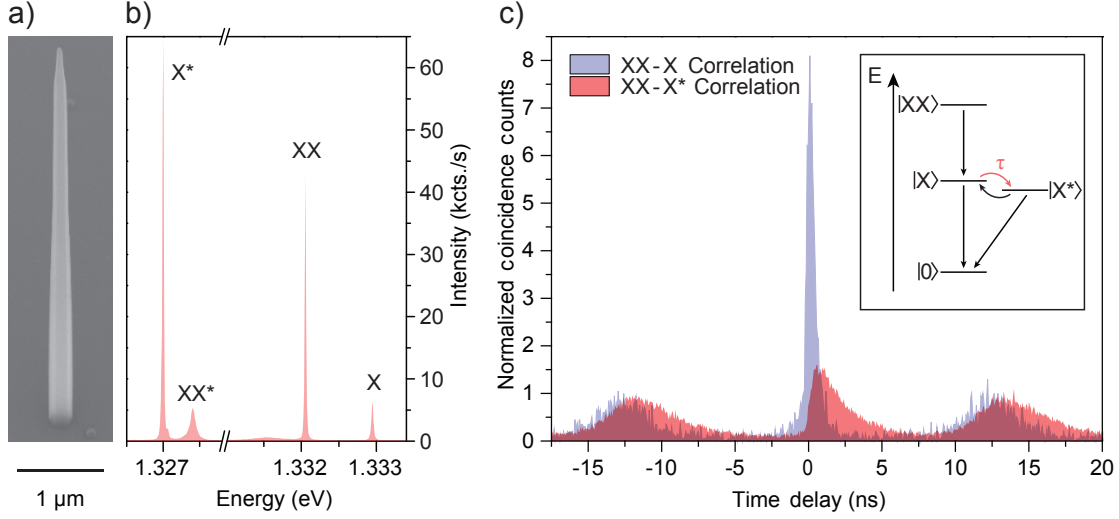 a)
1 µm
b)
X*
XX*
XX
X
60
50
40
30
20
10
0
Intensity (kcts./s)
1.327
1.332
1.333
Energy (eV)
c)
XX-X Correlation
XX-X* Correlation
8
7
6
5
4
3
2
1
0
Normalized coincidence counts
-15
-10
-5
0
5
10
15
20
Time delay (ns)
E
|XX⟩
|X⟩
τ
|X*⟩
|0⟩